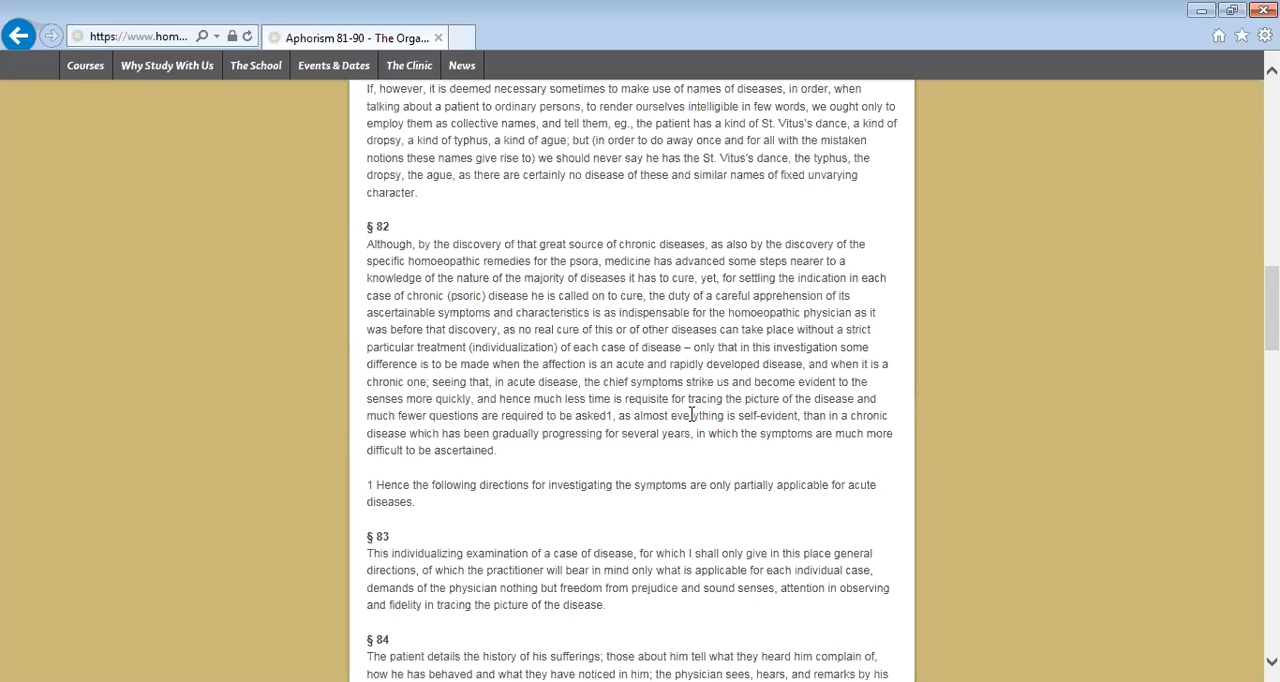 https://www.hom...
Aphorism 81-90 - The Orga...
Courses
Why Study With Us
The School
Events & Dates
The Clinic
News
If, however, it is deemed necessary sometimes to make use of names of diseases, in order, when
talking about a patient to ordinary persons, to render ourselves intelligible in few words, we ought only to
employ them as collective names, and tell them, eg., the patient has a kind of St. Vitus's dance, a kind of
dropsy, a kind of typhus, a kind of ague; but (in order to do away once and for all with the mistaken
notions these names give rise to) we should never say he has the St. Vitus's dance, the typhus, the
dropsy, the ague, as there are certainly no disease of these and similar names of fixed unvarying
character.
§ 82
Although, by the discovery of that great source of chronic diseases, as also by the discovery of the
specific homoeopathic remedies for the psora, medicine has advanced some steps nearer to a
knowledge of the nature of the majority of diseases it has to cure, yet, for settling the indication in each
case of chronic (psoric) disease he is called on to cure, the duty of a careful apprehension of its
ascertainable symptoms and characteristics is as indispensable for the homoeopathic physician as it
was before that discovery, as no real cure of this or of other diseases can take place without a strict
particular treatment (individualization) of each case of disease – only that in this investigation some
difference is to be made when the affection is an acute and rapidly developed disease, and when it is a
chronic one; seeing that, in acute disease, the chief symptoms strike us and become evident to the
senses more quickly, and hence much less time is requisite for tracing the picture of the disease and
much fewer questions are required to be asked1, as almost everything is self-evident, than in a chronic
disease which has been gradually progressing for several years, in which the symptoms are much more
difficult to be ascertained.
1 Hence the following directions for investigating the symptoms are only partially applicable for acute
diseases.
§ 83
This individualizing examination of a case of disease, for which I shall only give in this place general
directions, of which the practitioner will bear in mind only what is applicable for each individual case,
demands of the physician nothing but freedom from prejudice and sound senses, attention in observing
and fidelity in tracing the picture of the disease.
§ 84
The patient details the history of his sufferings; those about him tell what they heard him complain of,
how he has behaved and what they have noticed in him; the physician sees, hears, and remarks by his